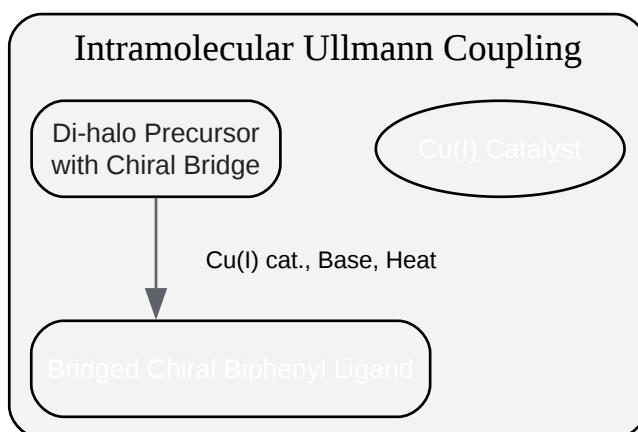 Intramolecular Ullmann Coupling
Di-halo Precursor
with Chiral Bridge
Cu(I) Catalyst
Cu(I) cat., Base, Heat
Bridged Chiral Biphenyl Ligand